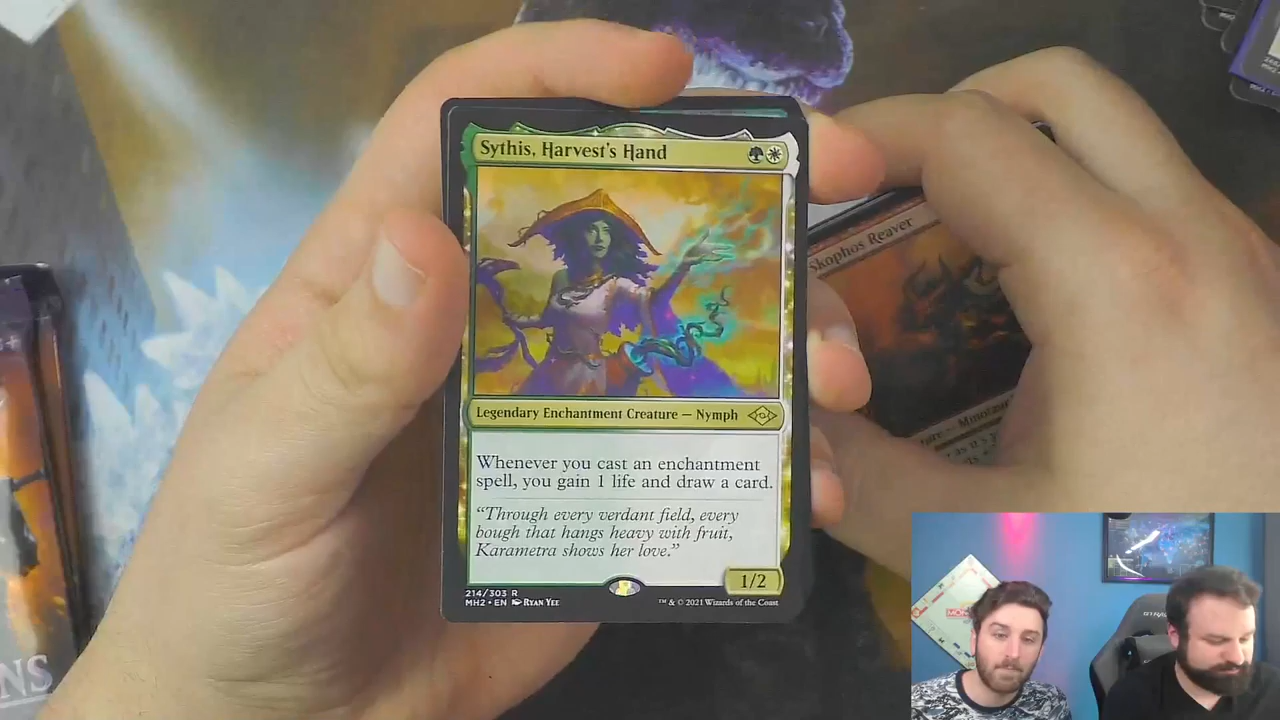 Sythis, Harvest's Hand
Legendary Enchantment Creature — Nymph
Whenever you cast an enchantment
spell, you gain 1 life and draw a card.
“Through every verdant field, every
bough that hangs heavy with fruit,
Karametra shows her love.”
1/2
214/303 R
MH2 • EN Ryan Yee
™ & © 2021 Wizards of the Coast
Skophos Reaver
NS